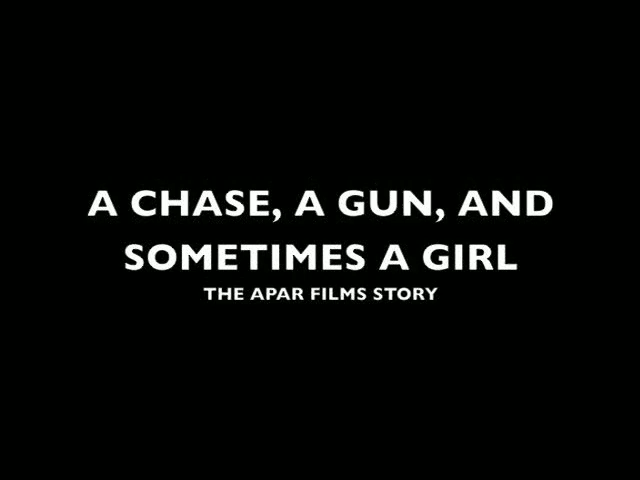 A CHASE, A GUN, AND
SOMETIMES A GIRL
THE APAR FILMS STORY